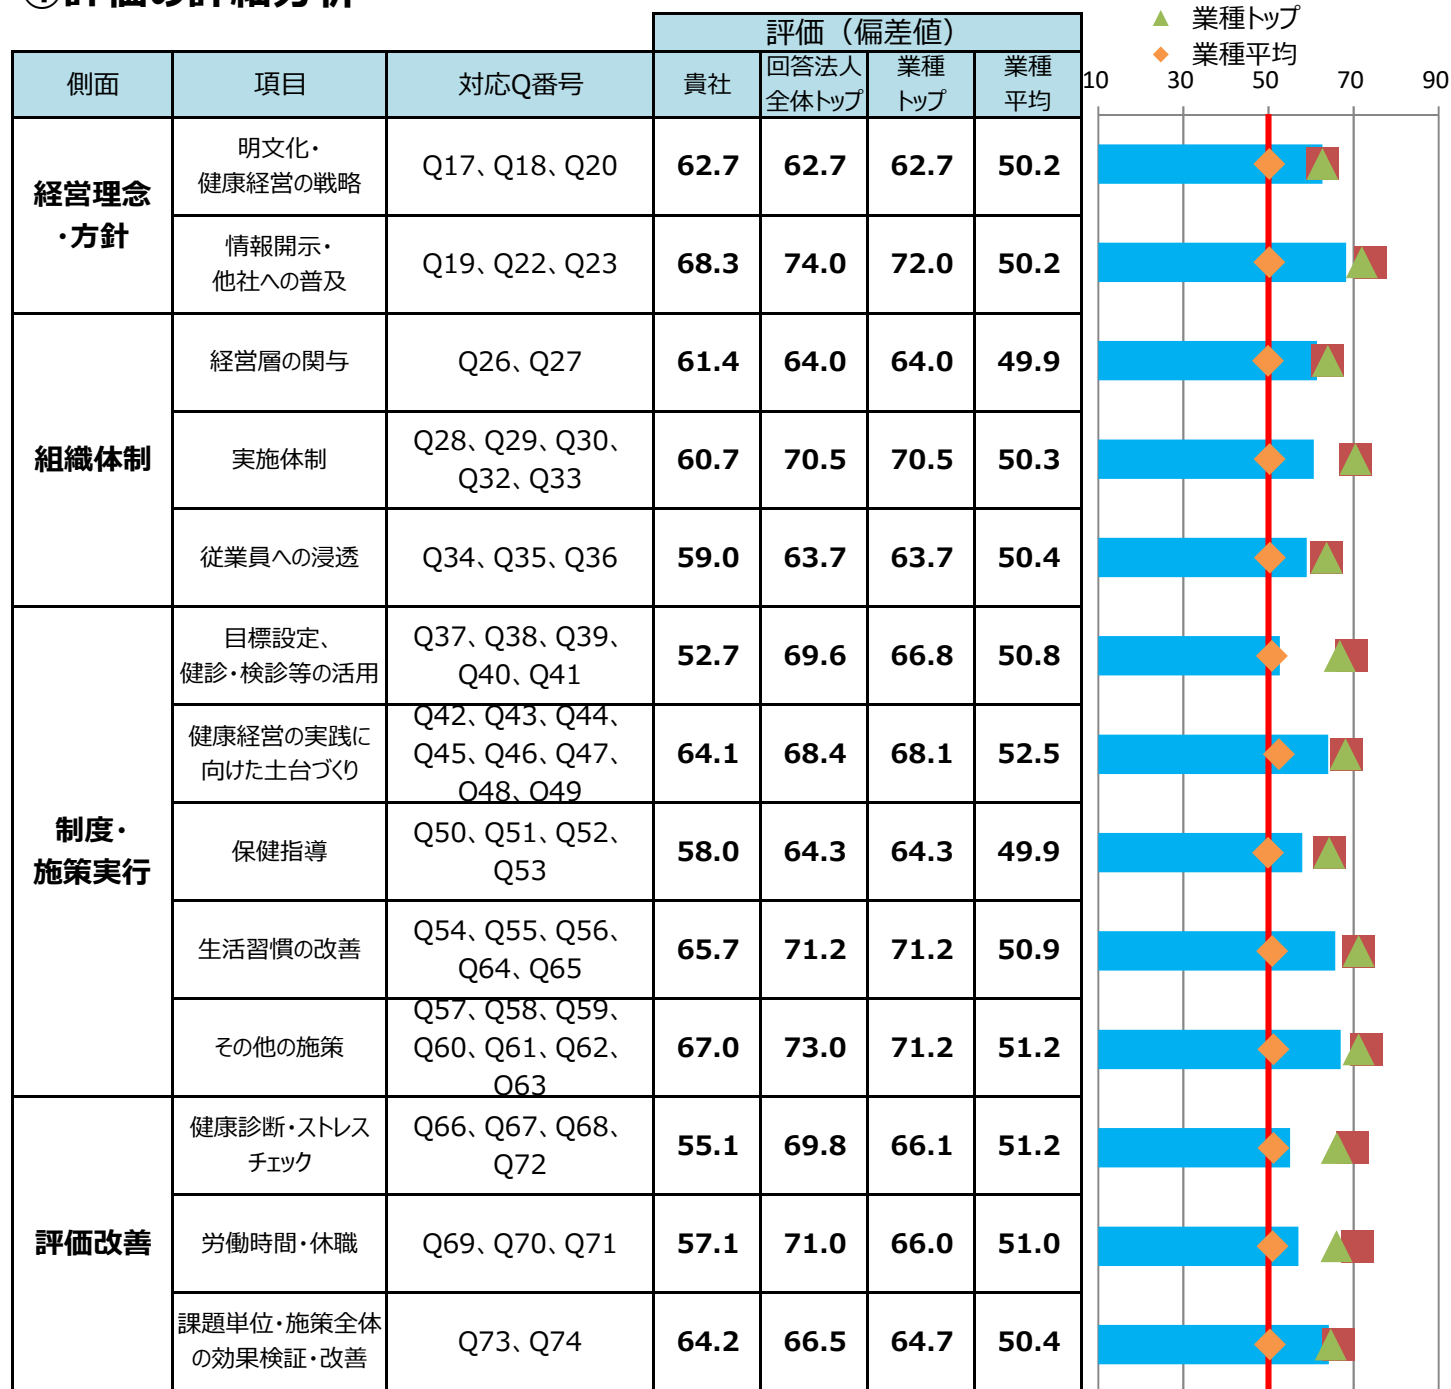 ①評価の詳細分析
▲ 業種トップ
◆ 業種平均
評価（偏差値）
側面 項目 対応Q番号 貴社 回答法人全体トップ 業種トップ 業種平均
10 30 50 70 90
経営理念・方針
明文化・
健康経営の戦略
Q17、Q18、Q20
62.7 62.7 62.7 50.2
情報開示・
他社への普及
Q19、Q22、Q23
68.3 74.0 72.0 50.2
組織体制
経営層の関与
Q26、Q27
61.4 64.0 64.0 49.9
実施体制
Q28、Q29、Q30、
Q32、Q33
60.7 70.5 70.5 50.3
従業員への浸透
Q34、Q35、Q36
59.0 63.7 63.7 50.4
制度・
施策実行
目標設定、
健診・検診等の活用
Q37、Q38、Q39、
Q40、Q41
52.7 69.6 66.8 50.8
健康経営の実践に
向けた土台づくり
Q42、Q43、Q44、
Q45、Q46、Q47、
Q48、Q49
64.1 68.4 68.1 52.5
保健指導
Q50、Q51、Q52、
Q53
58.0 64.3 64.3 49.9
生活習慣の改善
Q54、Q55、Q56、
Q64、Q65
65.7 71.2 71.2 50.9
その他の施策
Q57、Q58、Q59、
Q60、Q61、Q62、
Q63
67.0 73.0 71.2 51.2
評価改善
健康診断・ストレス
チェック
Q66、Q67、Q68、
Q72
55.1 69.8 66.1 51.2
労働時間・休職
Q69、Q70、Q71
57.1 71.0 66.0 51.0
課題単位・施策全体
の効果検証・改善
Q73、Q74
64.2 66.5 64.7 50.4